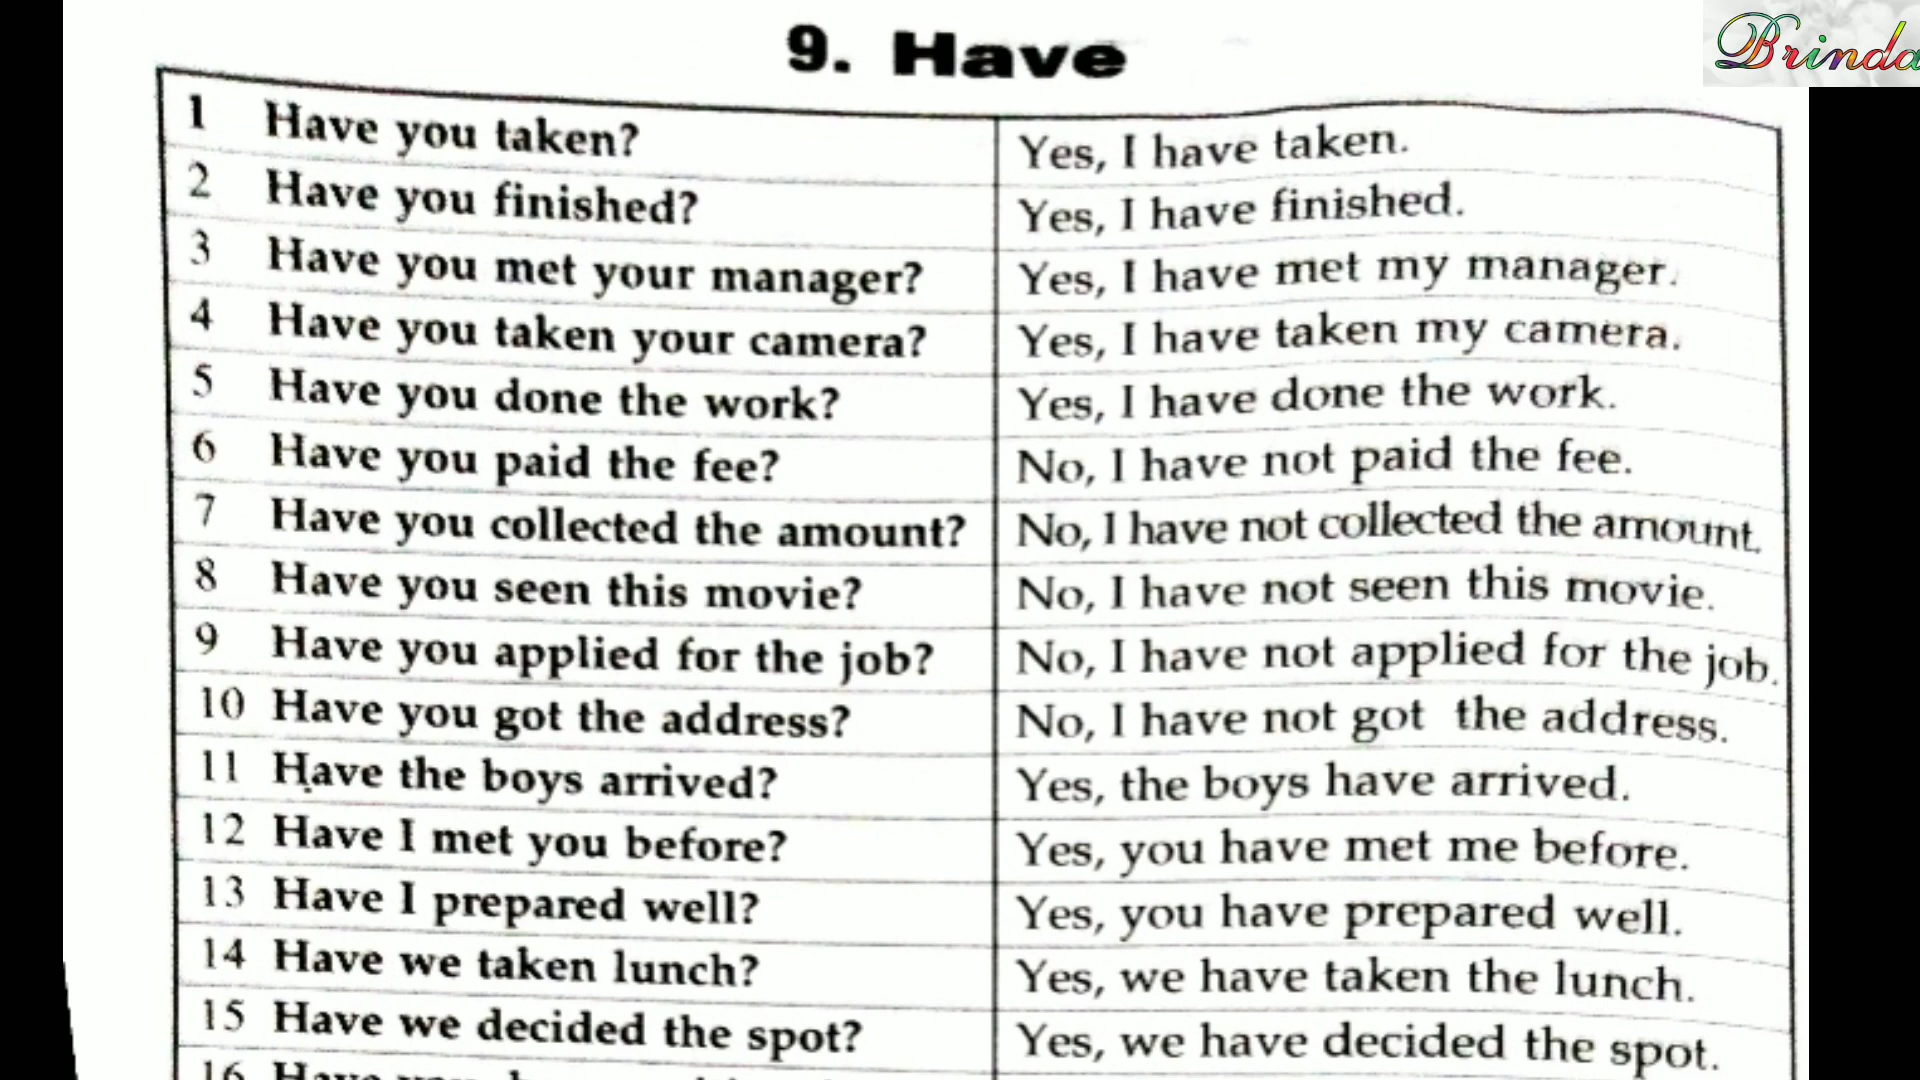 9. Have
Brinda
1 Have you taken? Yes, I have taken.
2 Have you finished? Yes, I have finished.
3 Have you met your manager? Yes, I have met my manager.
4 Have you taken your camera? Yes, I have taken my camera.
5 Have you done the work? Yes, I have done the work.
6 Have you paid the fee? No, I have not paid the fee.
7 Have you collected the amount? No, I have not collected the amount.
8 Have you seen this movie? No, I have not seen this movie.
9 Have you applied for the job? No, I have not applied for the job.
10 Have you got the address? No, I have not got the address.
11 Have the boys arrived? Yes, the boys have arrived.
12 Have I met you before? Yes, you have met me before.
13 Have I prepared well? Yes, you have prepared well.
14 Have we taken lunch? Yes, we have taken the lunch.
15 Have we decided the spot? Yes, we have decided the spot.
16 Have